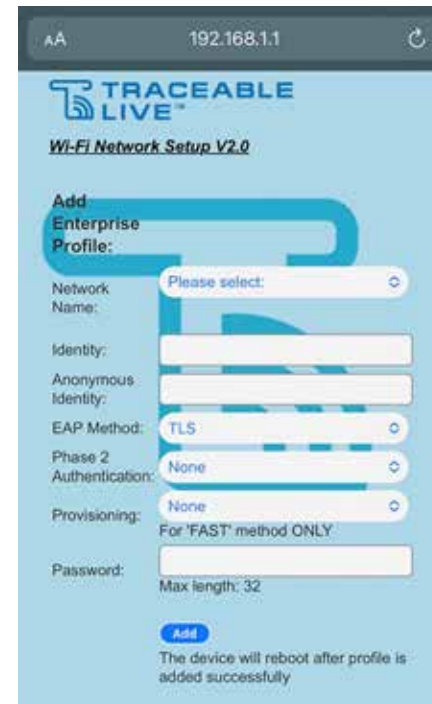 AA 192.168.1.1
TRACEABLE
LIVE™
Wi-Fi Network Setup V2.0
Add
Enterprise
Profile:
Network
Name:
Please select:
Identity:
Anonymous
Identity:
EAP Method: TLS
Phase 2
Authentication:
None
Provisioning: None
For 'FAST' method ONLY
Password:
Max length: 32
Add
The device will reboot after profile is
added successfully